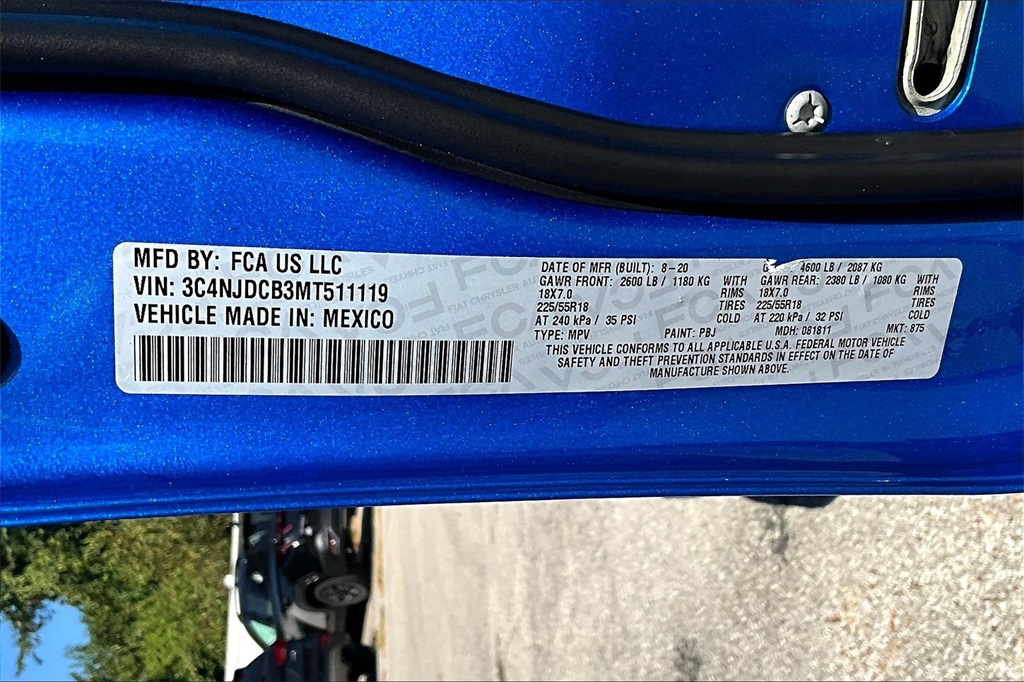 MFD BY: FCA US LLC
VIN: 3C4NJDCB3MT511119
VEHICLE MADE IN: MEXICO
DATE OF MFR (BUILT): 8-20 4600 LB / 2087 KG
GAWR FRONT: 2600 LB / 1180 KG WITH GAWR REAR: 2380 LB / 1080 KG WITH
18X7.0 RIMS 18X7.0 RIMS
225/55R18 TIRES 225/55R18 TIRES
AT 240 kPa / 35 PSI COLD AT 220 kPa / 32 PSI COLD
TYPE: MPV PAINT: PBJ MDH: 081811 MKT: 875
THIS VEHICLE CONFORMS TO ALL APPLICABLE U.S.A. FEDERAL MOTOR VEHICLE
SAFETY AND THEFT PREVENTION STANDARDS IN EFFECT ON THE DATE OF
MANUFACTURE SHOWN ABOVE.